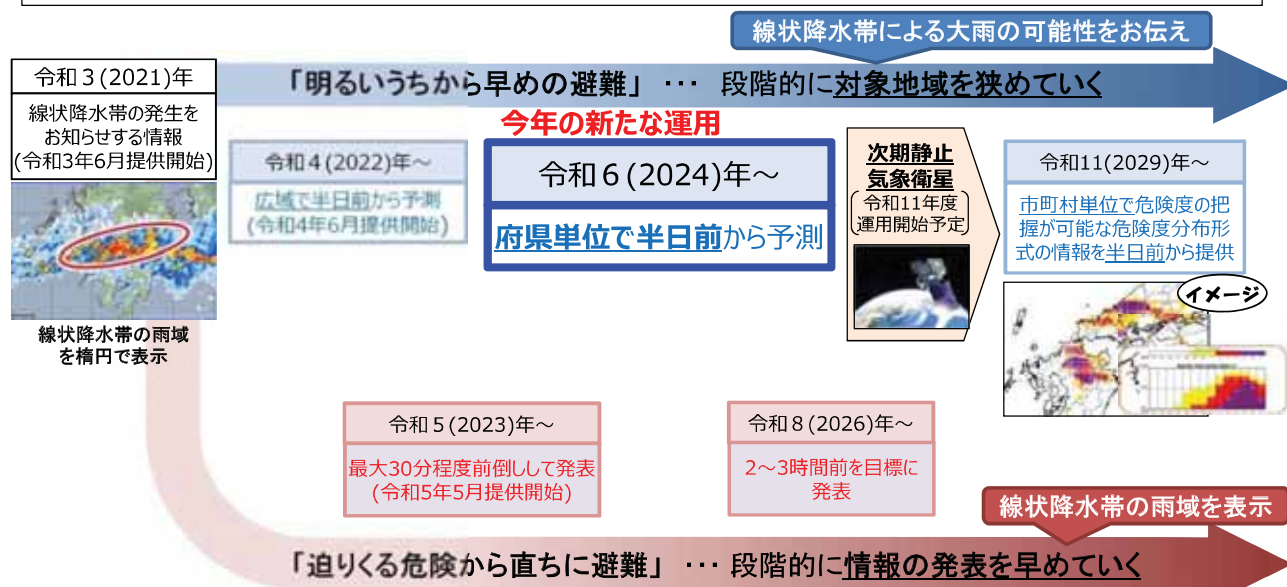 線状降水帯による大雨の可能性をお伝え
「明るいうちから早めの避難」 ･･･ 段階的に対象地域を狭めていく
令和３(2021)年
線状降水帯の発生を
お知らせする情報
(令和3年6月提供開始)
線状降水帯の雨域
を楕円で表示
令和４(2022)年～
広域で半日前から予測
(令和4年6月提供開始)
今年の新たな運用
令和６(2024)年～
府県単位で半日前から予測
次期静止
気象衛星
令和11年度
運用開始予定
令和11(2029)年～
市町村単位で危険度の把
握が可能な危険度分布形
式の情報を半日前から提供
イメージ
令和５(2023)年～
最大30分程度前倒しして発表
(令和5年5月提供開始)
令和８(2026)年～
2～3時間前を目標に
発表
線状降水帯の雨域を表示
「迫りくる危険から直ちに避難」 ･･･ 段階的に情報の発表を早めていく